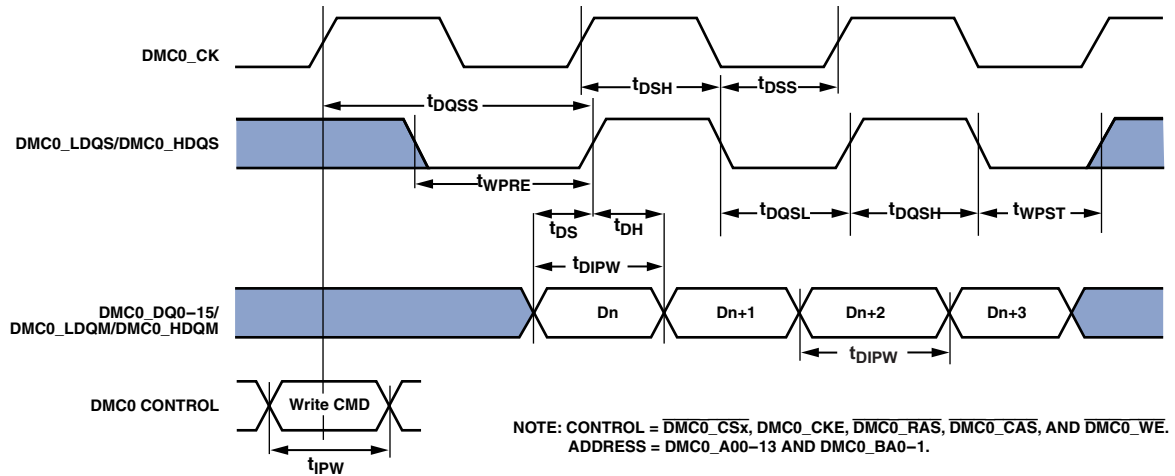 DMC0_CK
tDSH
tDSS
tDQSS
DMC0_LDQS/DMC0_HDQS
tWPRE
tDQSL
tDQSH
tWPST
tDS
tDH
tDIPW
DMC0_DQ0–15/
DMC0_LDQM/DMC0_HDQM
Dn
Dn+1
Dn+2
Dn+3
tDIPW
DMC0 CONTROL
Write CMD
tIPW
NOTE: CONTROL = DMC0_CSx, DMC0_CKE, DMC0_RAS, DMC0_CAS, AND DMC0_WE.
ADDRESS = DMC0_A00–13 AND DMC0_BA0–1.